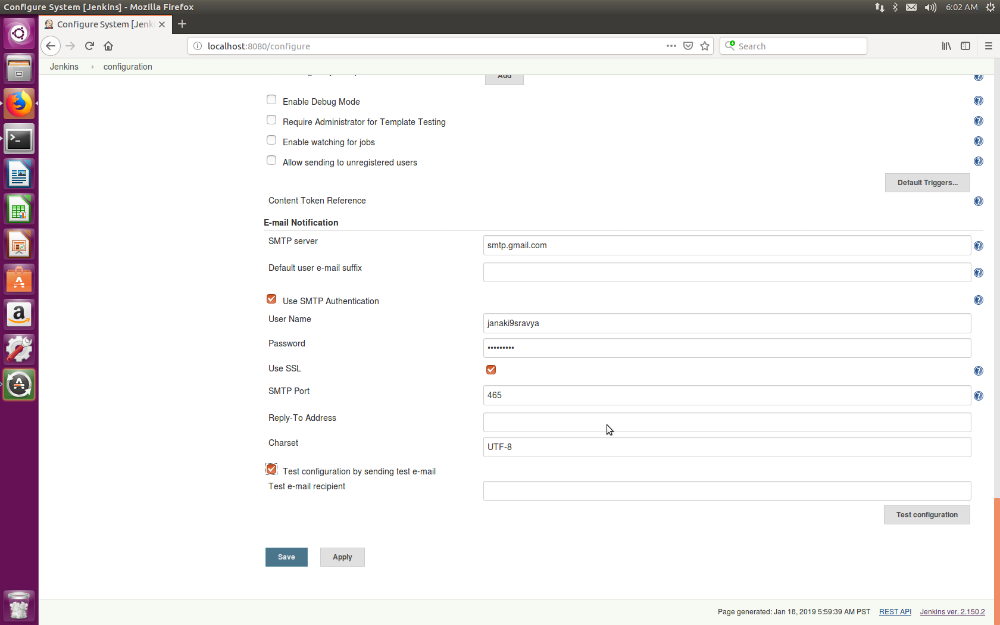 Configure System [Jenkins] - Mozilla Firefox
6:02 AM
Configure System [Jenk
localhost:8080/configure
Search
Jenkins
configuration
Add
Enable Debug Mode
Require Administrator for Template Testing
Enable watching for jobs
Allow sending to unregistered users
Default Triggers...
Content Token Reference
E-mail Notification
SMTP server
smtp.gmail.com
Default user e-mail suffix
Use SMTP Authentication
User Name
janaki9sravya
Password
•••••••••
Use SSL
SMTP Port
465
Reply-To Address
Charset
UTF-8
Test configuration by sending test e-mail
Test e-mail recipient
Test configuration
Save
Apply
Page generated: Jan 18, 2019 5:59:39 AM PST
REST API
Jenkins ver. 2.150.2